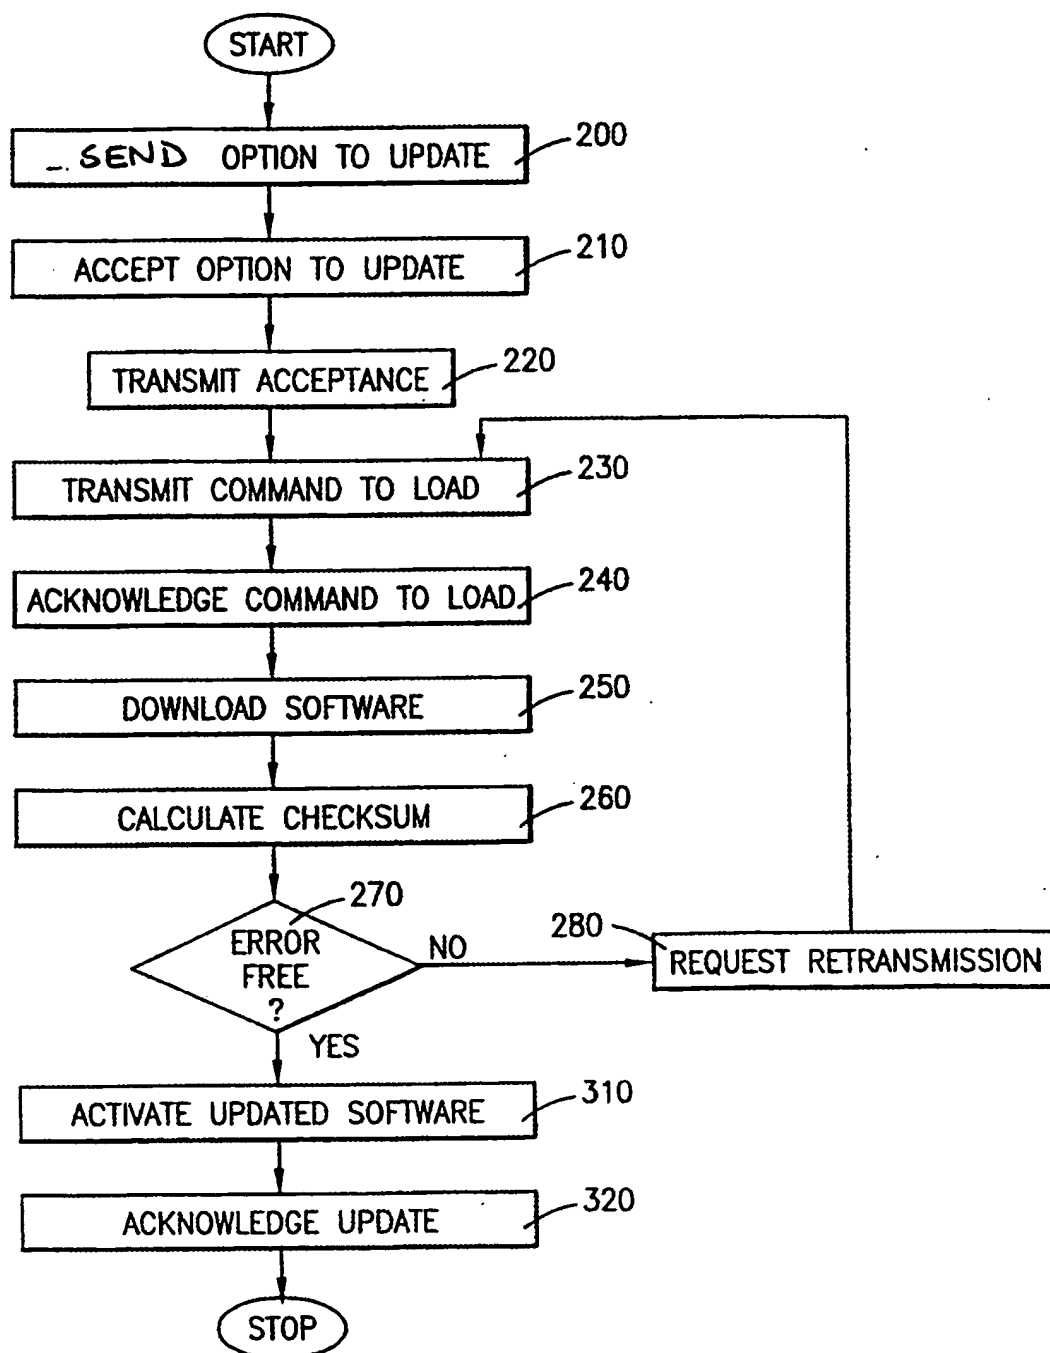 START
200
SEND OPTION TO UPDATE
210
ACCEPT OPTION TO UPDATE
220
TRANSMIT ACCEPTANCE
230
TRANSMIT COMMAND TO LOAD
240
ACKNOWLEDGE COMMAND TO LOAD
250
DOWNLOAD SOFTWARE
260
CALCULATE CHECKSUM
270
ERROR
FREE
?
NO
280
REQUEST RETRANSMISSION
YES
310
ACTIVATE UPDATED SOFTWARE
320
ACKNOWLEDGE UPDATE
STOP